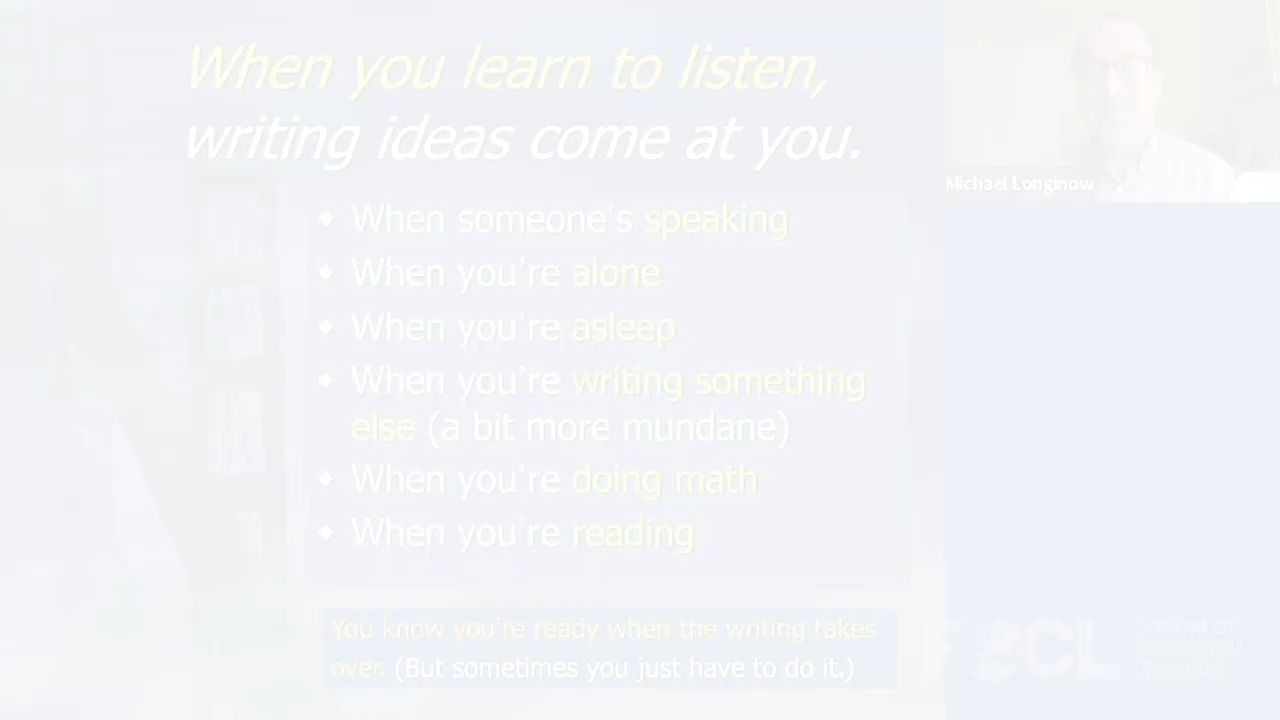 When you learn to listen,
writing ideas come at you.
Michael Longinow
When someone's speaking
When you're alone
When you're asleep
When you're writing something
else (a bit more mundane)
When you're doing math
When you're reading
You know you're ready when the writing takes
over. (But sometimes you just have to do it.)